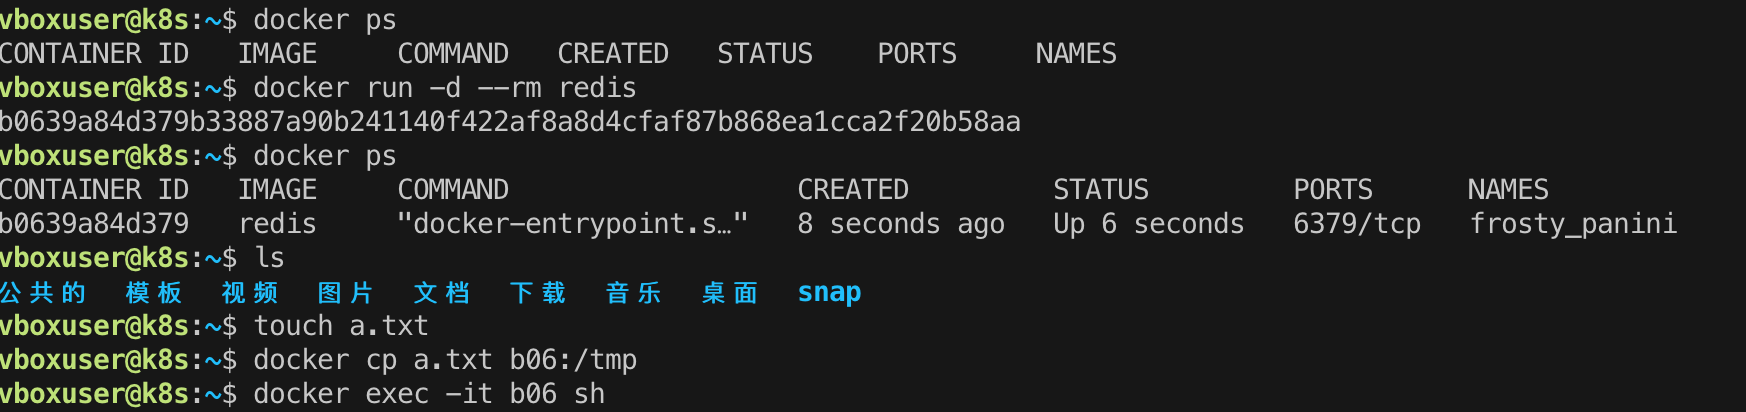 vboxuser@k8s:~$ docker ps
CONTAINER ID   IMAGE     COMMAND   CREATED   STATUS    PORTS     NAMES
vboxuser@k8s:~$ docker run -d --rm redis
b0639a84d379b33887a90b241140f422af8a8d4cfaf87b868ea1cca2f20b58aa
vboxuser@k8s:~$ docker ps
CONTAINER ID   IMAGE     COMMAND                  CREATED         STATUS         PORTS      NAMES
b0639a84d379   redis     "docker-entrypoint.s…"   8 seconds ago   Up 6 seconds   6379/tcp   frosty_panini
vboxuser@k8s:~$ ls
公共的  模板  视频  图片  文档  下载  音乐  桌面  snap
vboxuser@k8s:~$ touch a.txt
vboxuser@k8s:~$ docker cp a.txt b06:/tmp
vboxuser@k8s:~$ docker exec -it b06 sh